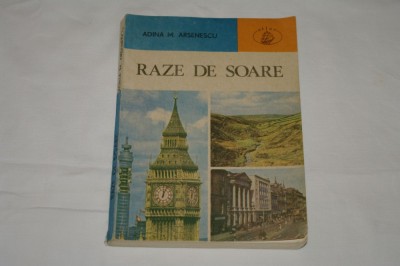 ADINA M. ARSENESCU
RAZE DE SOARE